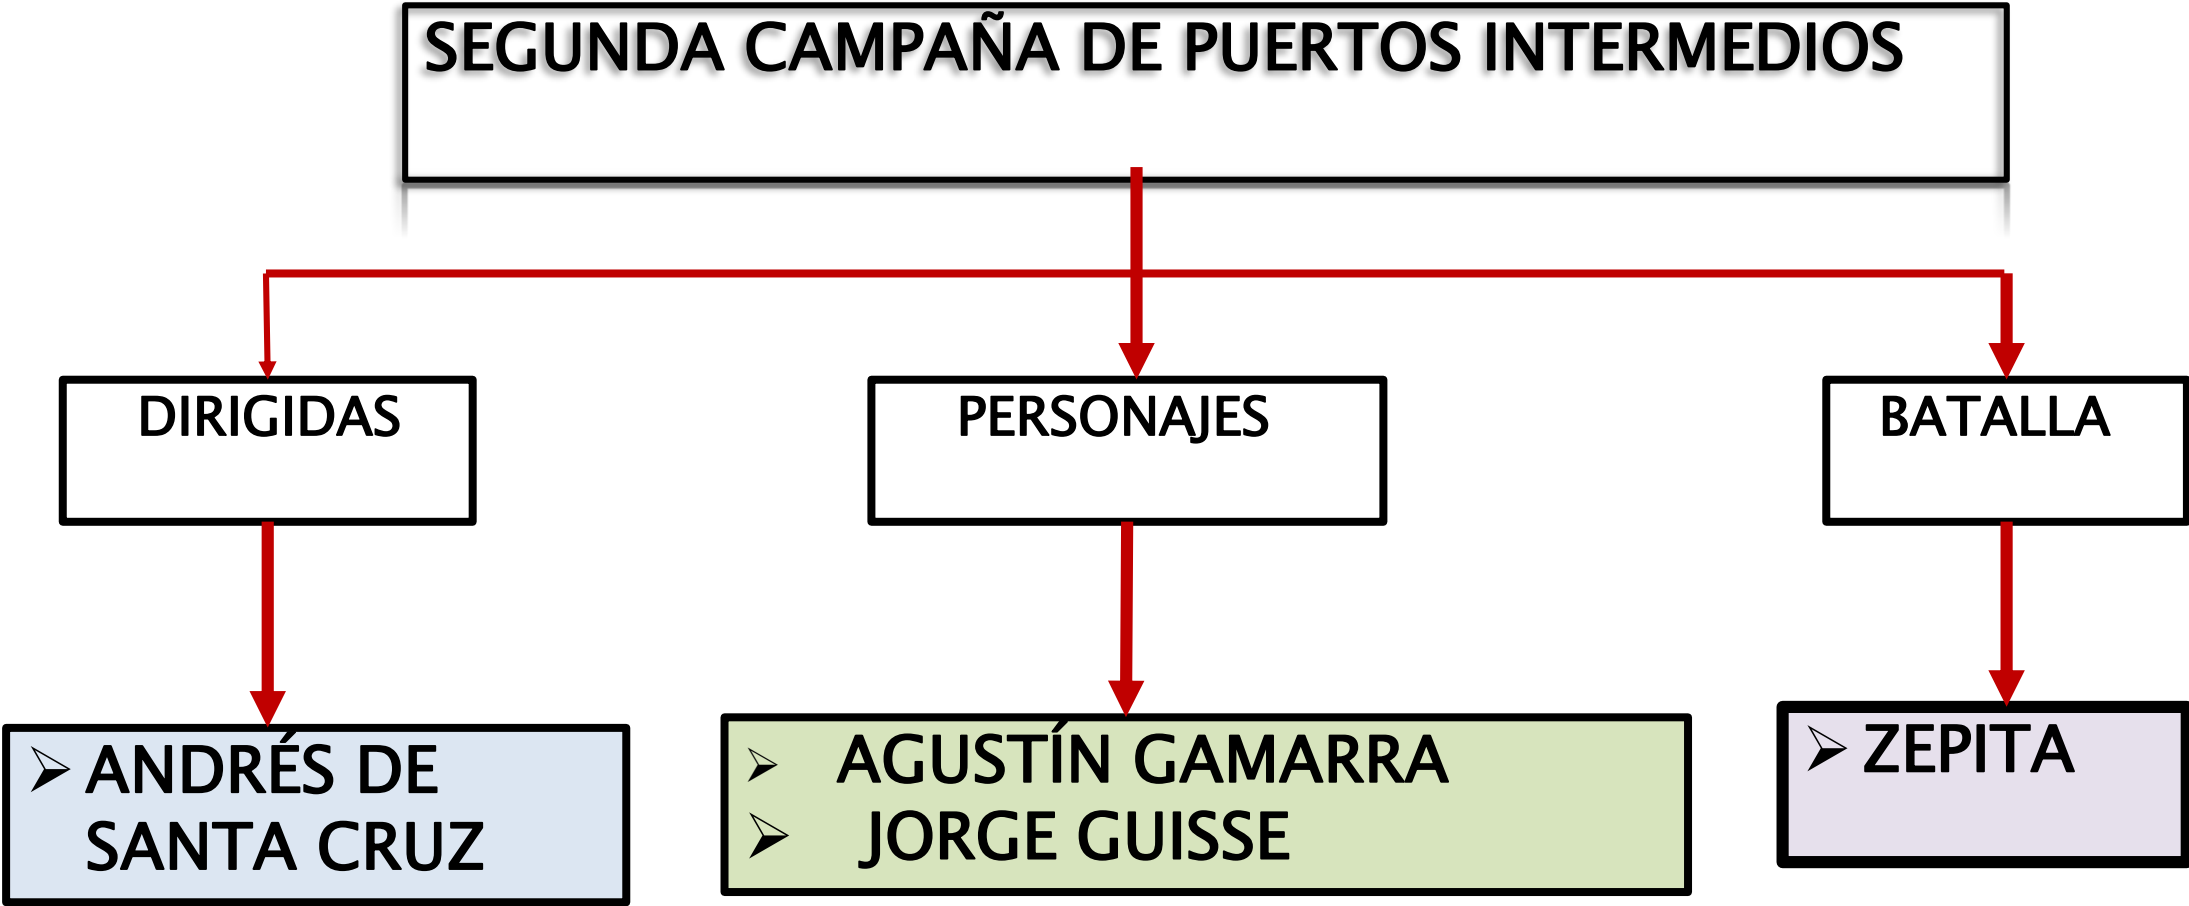 SEGUNDA CAMPAÑA DE PUERTOS INTERMEDIOS
DIRIGIDAS
PERSONAJES
BATALLA
ANDRÉS DE
SANTA CRUZ
AGUSTÍN GAMARRA
JORGE GUISSE
ZEPITA